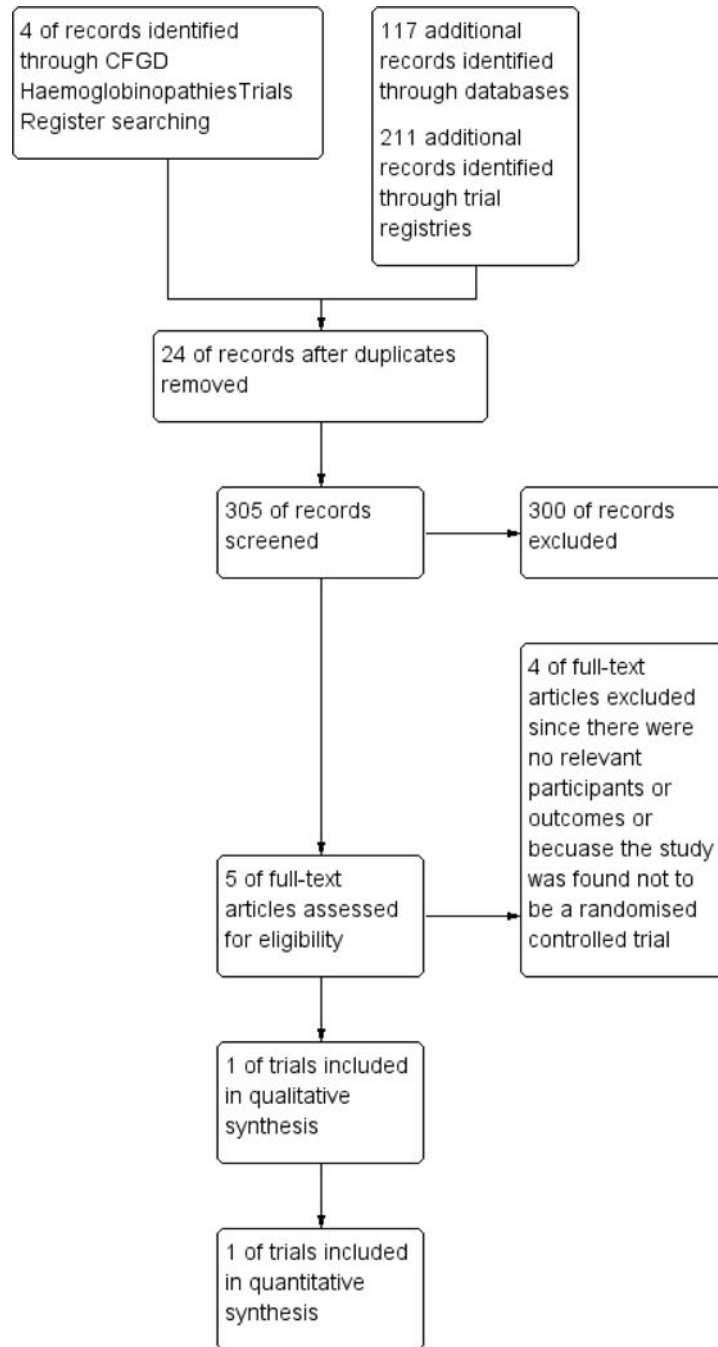 4 of records identified
through CFGD
HaemoglobinopathiesTrials
Register searching
117 additional
records identified
through databases
211 additional
records identified
through trial
registries
24 of records after duplicates
removed
305 of records
screened
300 of records
excluded
4 of full-text
articles excluded
since there were
no relevant
participants or
outcomes or
becuase the study
was found not to
be a randomised
controlled trial
5 of full-text
articles assessed
for eligibility
1 of trials included
in qualitative
synthesis
1 of trials included
in quantitative
synthesis